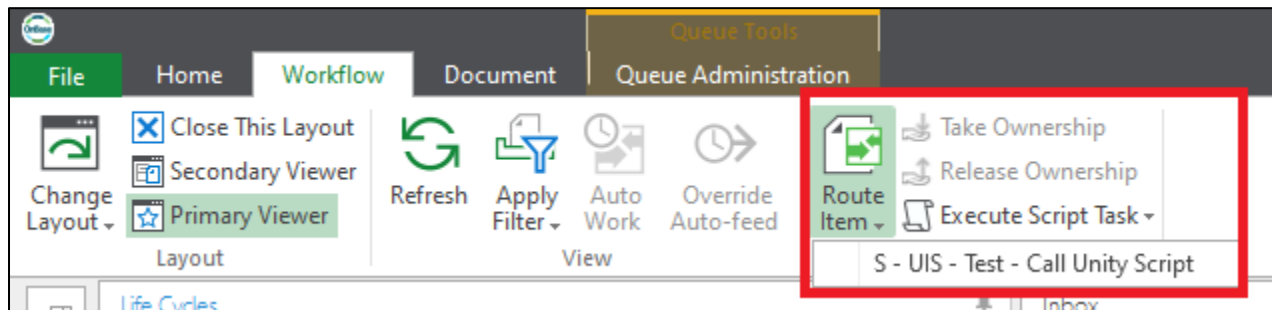 OnBase
Queue Tools
File Home Workflow Document Queue Administration
Change Layout
Close This Layout
Secondary Viewer
Primary Viewer
Layout
Refresh
Apply Filter
Auto Work
Override Auto-feed
View
Route Item
Take Ownership
Release Ownership
Execute Script Task
S - UIS - Test - Call Unity Script
Life Cycles
Inbox